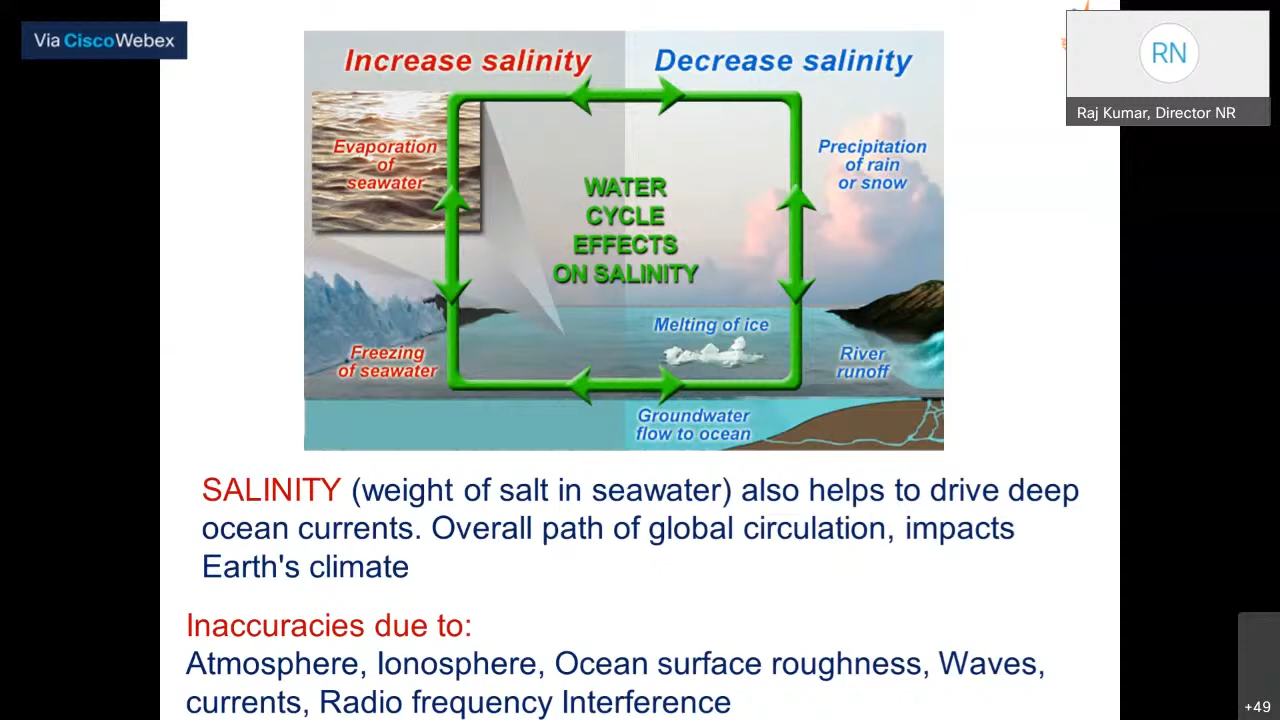 Via Cisco Webex
RN
Raj Kumar, Director NR
Increase salinity
Decrease salinity
Evaporation
of
seawater
Precipitation
of rain
or snow
WATER
CYCLE
EFFECTS
ON SALINITY
Melting of ice
Freezing
of seawater
River
runoff
Groundwater
flow to ocean
SALINITY (weight of salt in seawater) also helps to drive deep
ocean currents. Overall path of global circulation, impacts
Earth's climate
Inaccuracies due to:
Atmosphere, Ionosphere, Ocean surface roughness, Waves,
currents, Radio frequency Interference
+49